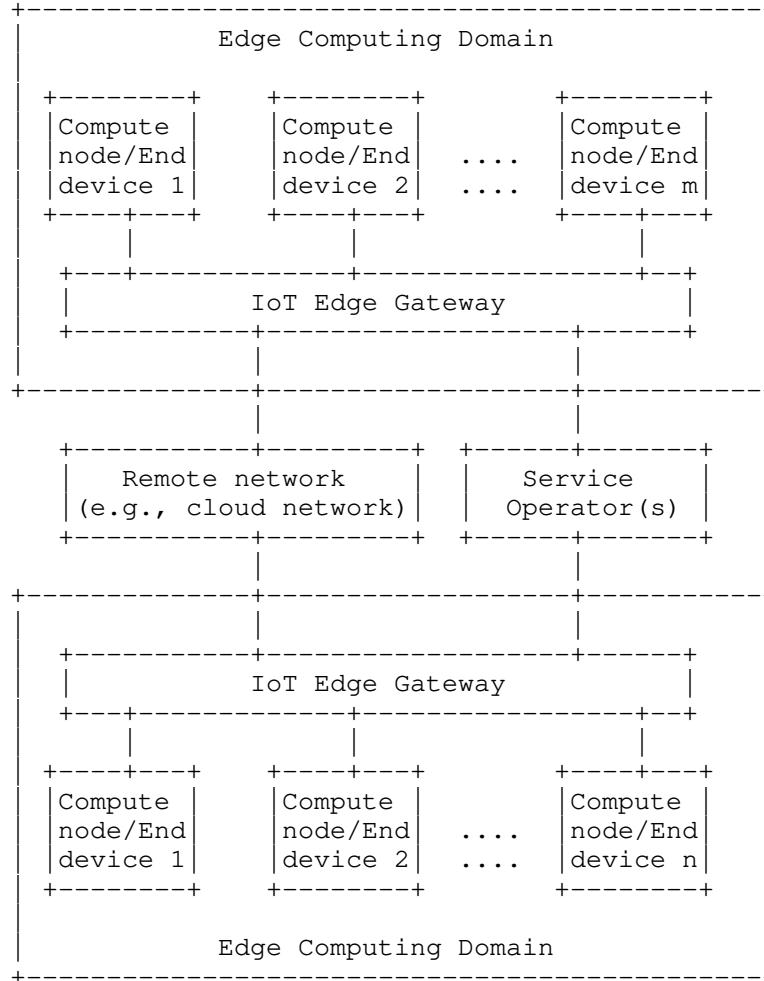 Edge Computing Domain
Compute Compute Compute
node/End node/End .... node/End
device 1 device 2 .... device m
IoT Edge Gateway
Remote network Service
(e.g., cloud network) Operator(s)
IoT Edge Gateway
Compute Compute Compute
node/End node/End .... node/End
device 1 device 2 .... device n
Edge Computing Domain